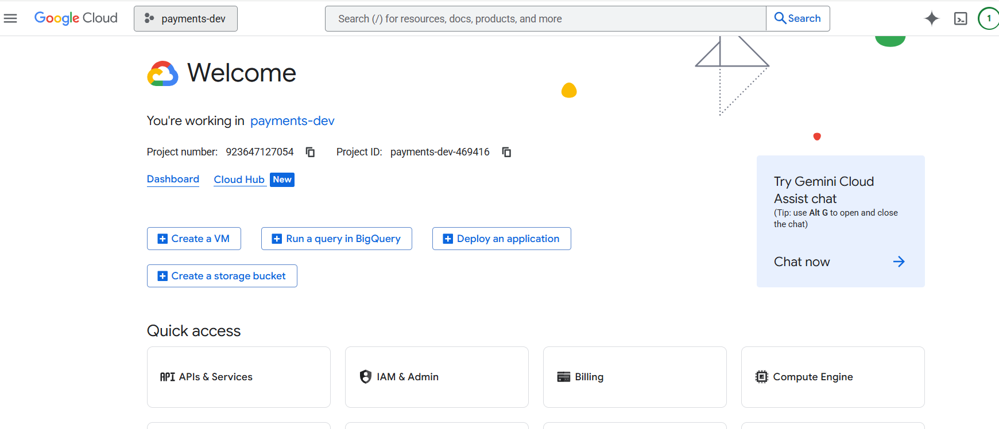 Google Cloud
payments-dev
Search (/) for resources, docs, products, and more
Search
1
Welcome
You're working in payments-dev
Project number: 923647127054 Project ID: payments-dev-469416
Dashboard Cloud Hub New
Try Gemini Cloud
Assist chat
(Tip: use Alt G to open and close
the chat)
Chat now
Create a VM
Run a query in BigQuery
Deploy an application
Create a storage bucket
Quick access
API APIs & Services
IAM & Admin
Billing
Compute Engine